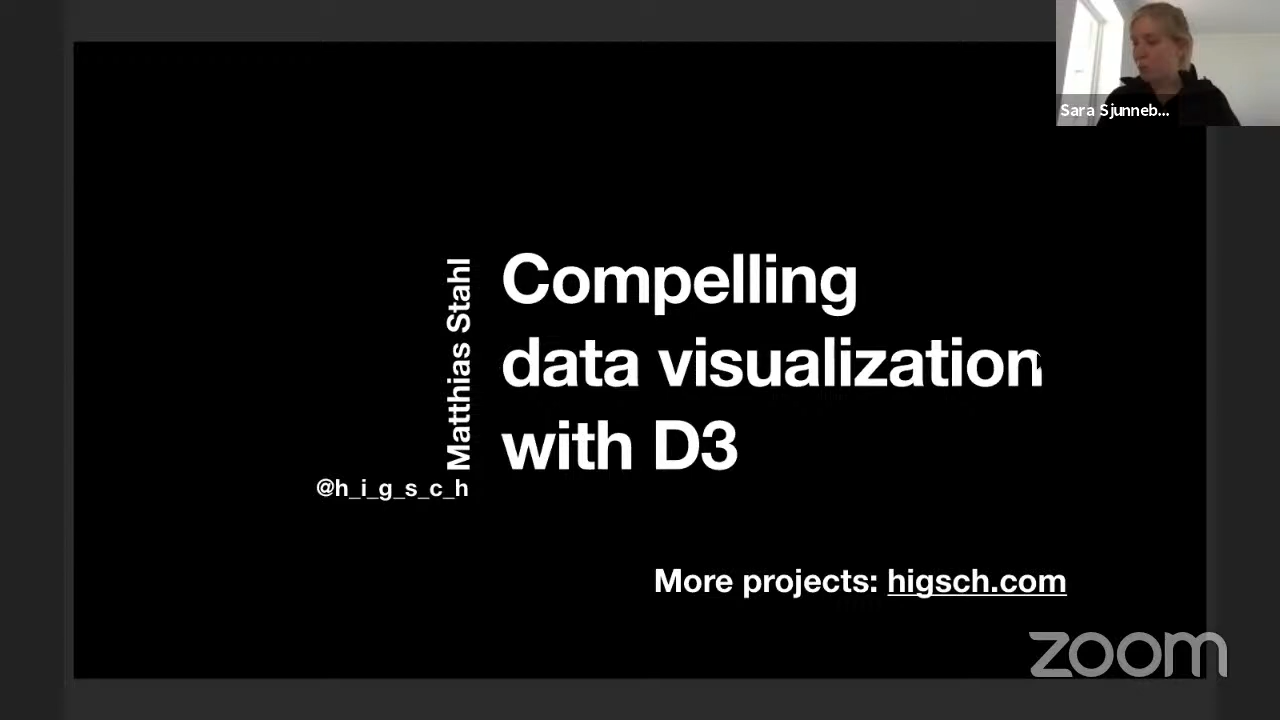 Sara Sjunneb...
Matthias Stahl
Compelling
data visualization
with D3
@h_i_g_s_c_h
More projects: higsch.com
zoom